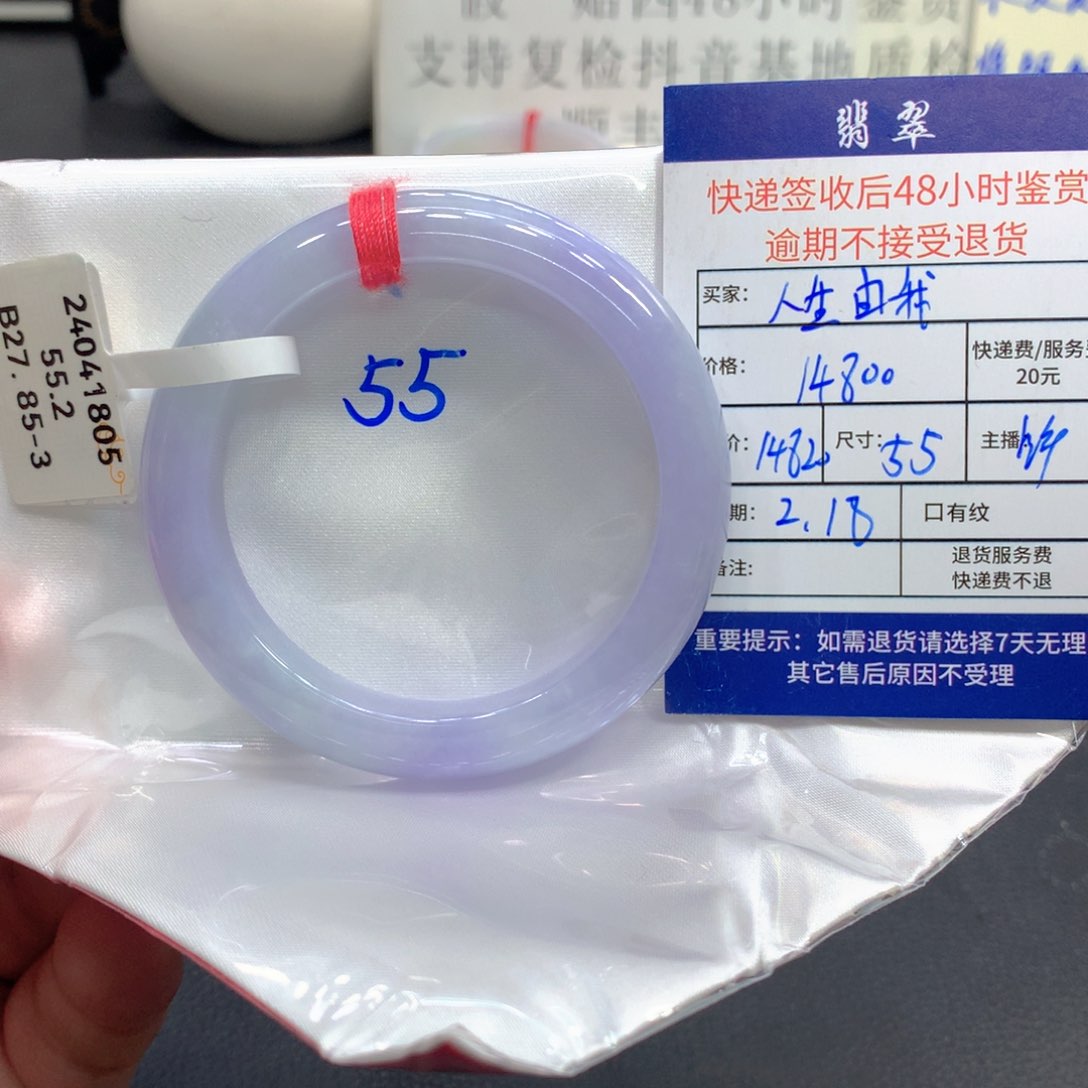 支持复检抖音基地质检
翡翠
快递签收后48小时鉴赏
逾期不接受退货
买家: 人生由我
价格: 14800
快递费/服务费
20元
价: 14820
尺寸: 55
主播
期: 2.18
口有纹
备注:
退货服务费
快递费不退
重要提示：如需退货请选择7天无理
其它售后原因不受理
55
24041805
55.2
B27.85-3